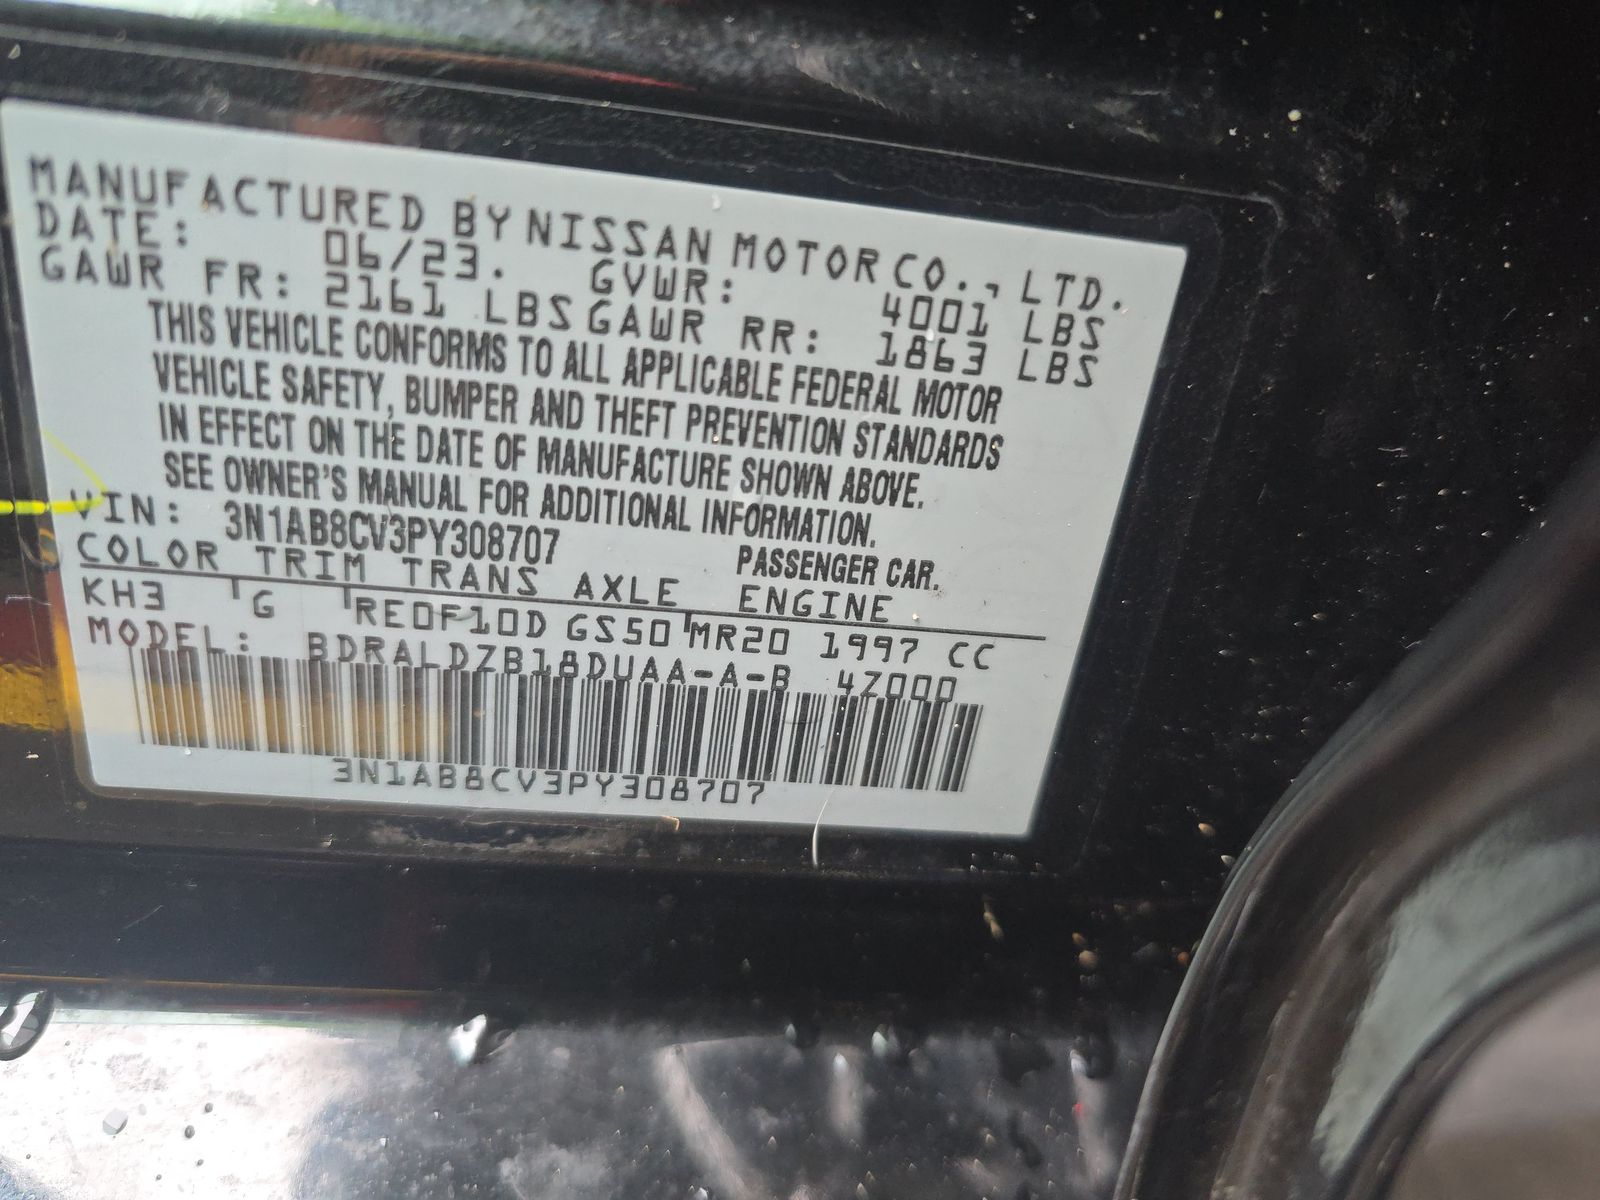 MANUFACTURED BY NISSAN MOTOR CO., LTD.
DATE: 06/23. GVWR: 4001 LBS
GAWR FR: 2161 LBS GAWR RR: 1863 LBS
THIS VEHICLE CONFORMS TO ALL APPLICABLE FEDERAL MOTOR
VEHICLE SAFETY, BUMPER AND THEFT PREVENTION STANDARDS
IN EFFECT ON THE DATE OF MANUFACTURE SHOWN ABOVE.
SEE OWNER'S MANUAL FOR ADDITIONAL INFORMATION.
VIN: 3N1AB8CV3PY308707 PASSENGER CAR.
COLOR TRIM TRANS AXLE ENGINE
KH3 G RE0F10D GS50 MR20 1997 CC
MODEL: BDRALDZB18DUAA-A-B 4Z000
3N1AB8CV3PY308707